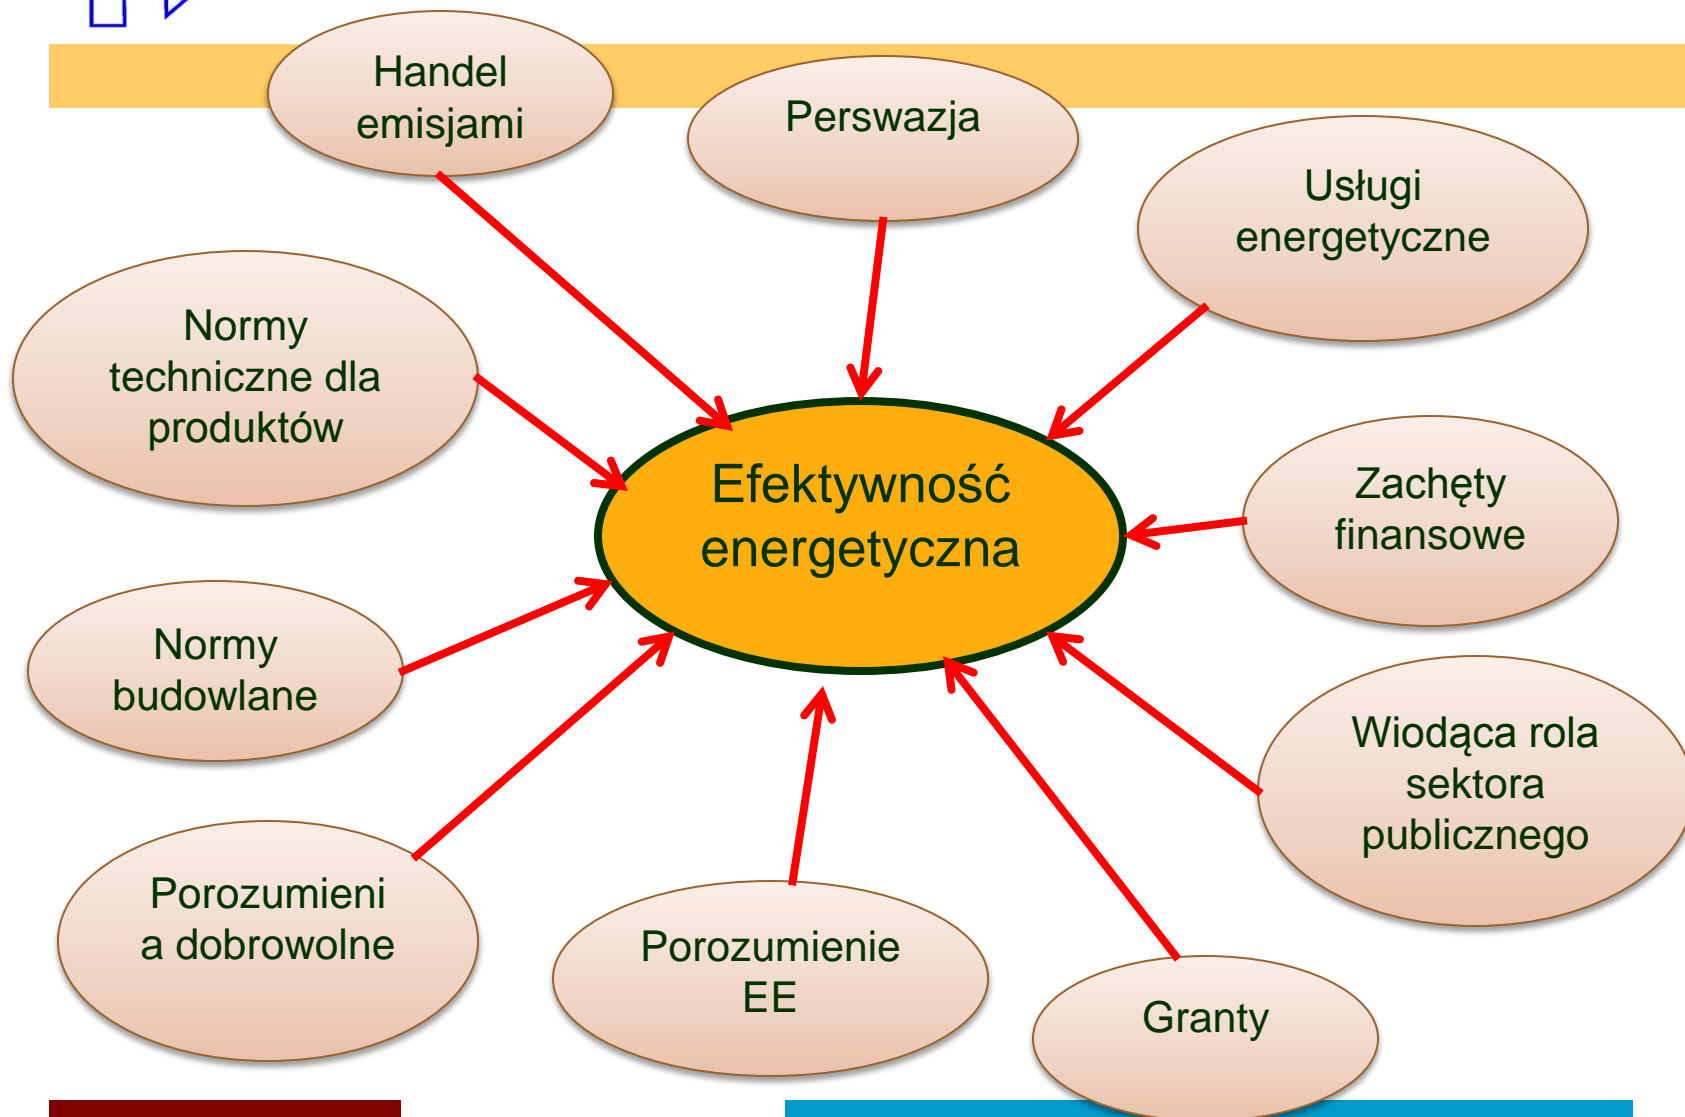 Handel
emisjami
Perswazja
Usługi
energetyczne
Normy
techniczne dla
produktów
Efektywność
energetyczna
Zachęty
finansowe
Normy
budowlane
Wiodąca rola
sektora
publicznego
Porozumieni
a dobrowolne
Porozumienie
EE
Granty